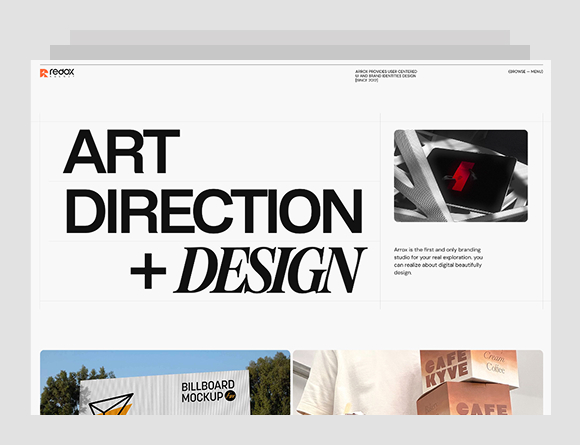 redox
ARROX PROVIDES USER CENTERED
UI AND BRAND IDENTITIES DESIGN
(SINCE 2002)
(BROWSE — MENU)
ART
DIRECTION
+ DESIGN
Arrox is the first and only branding
studio for your real exploration. you
can realize about digital beautifully
design.
BILLBOARD
MOCKUP
CAFE
KYVE
Cream
Coffee
CAFE